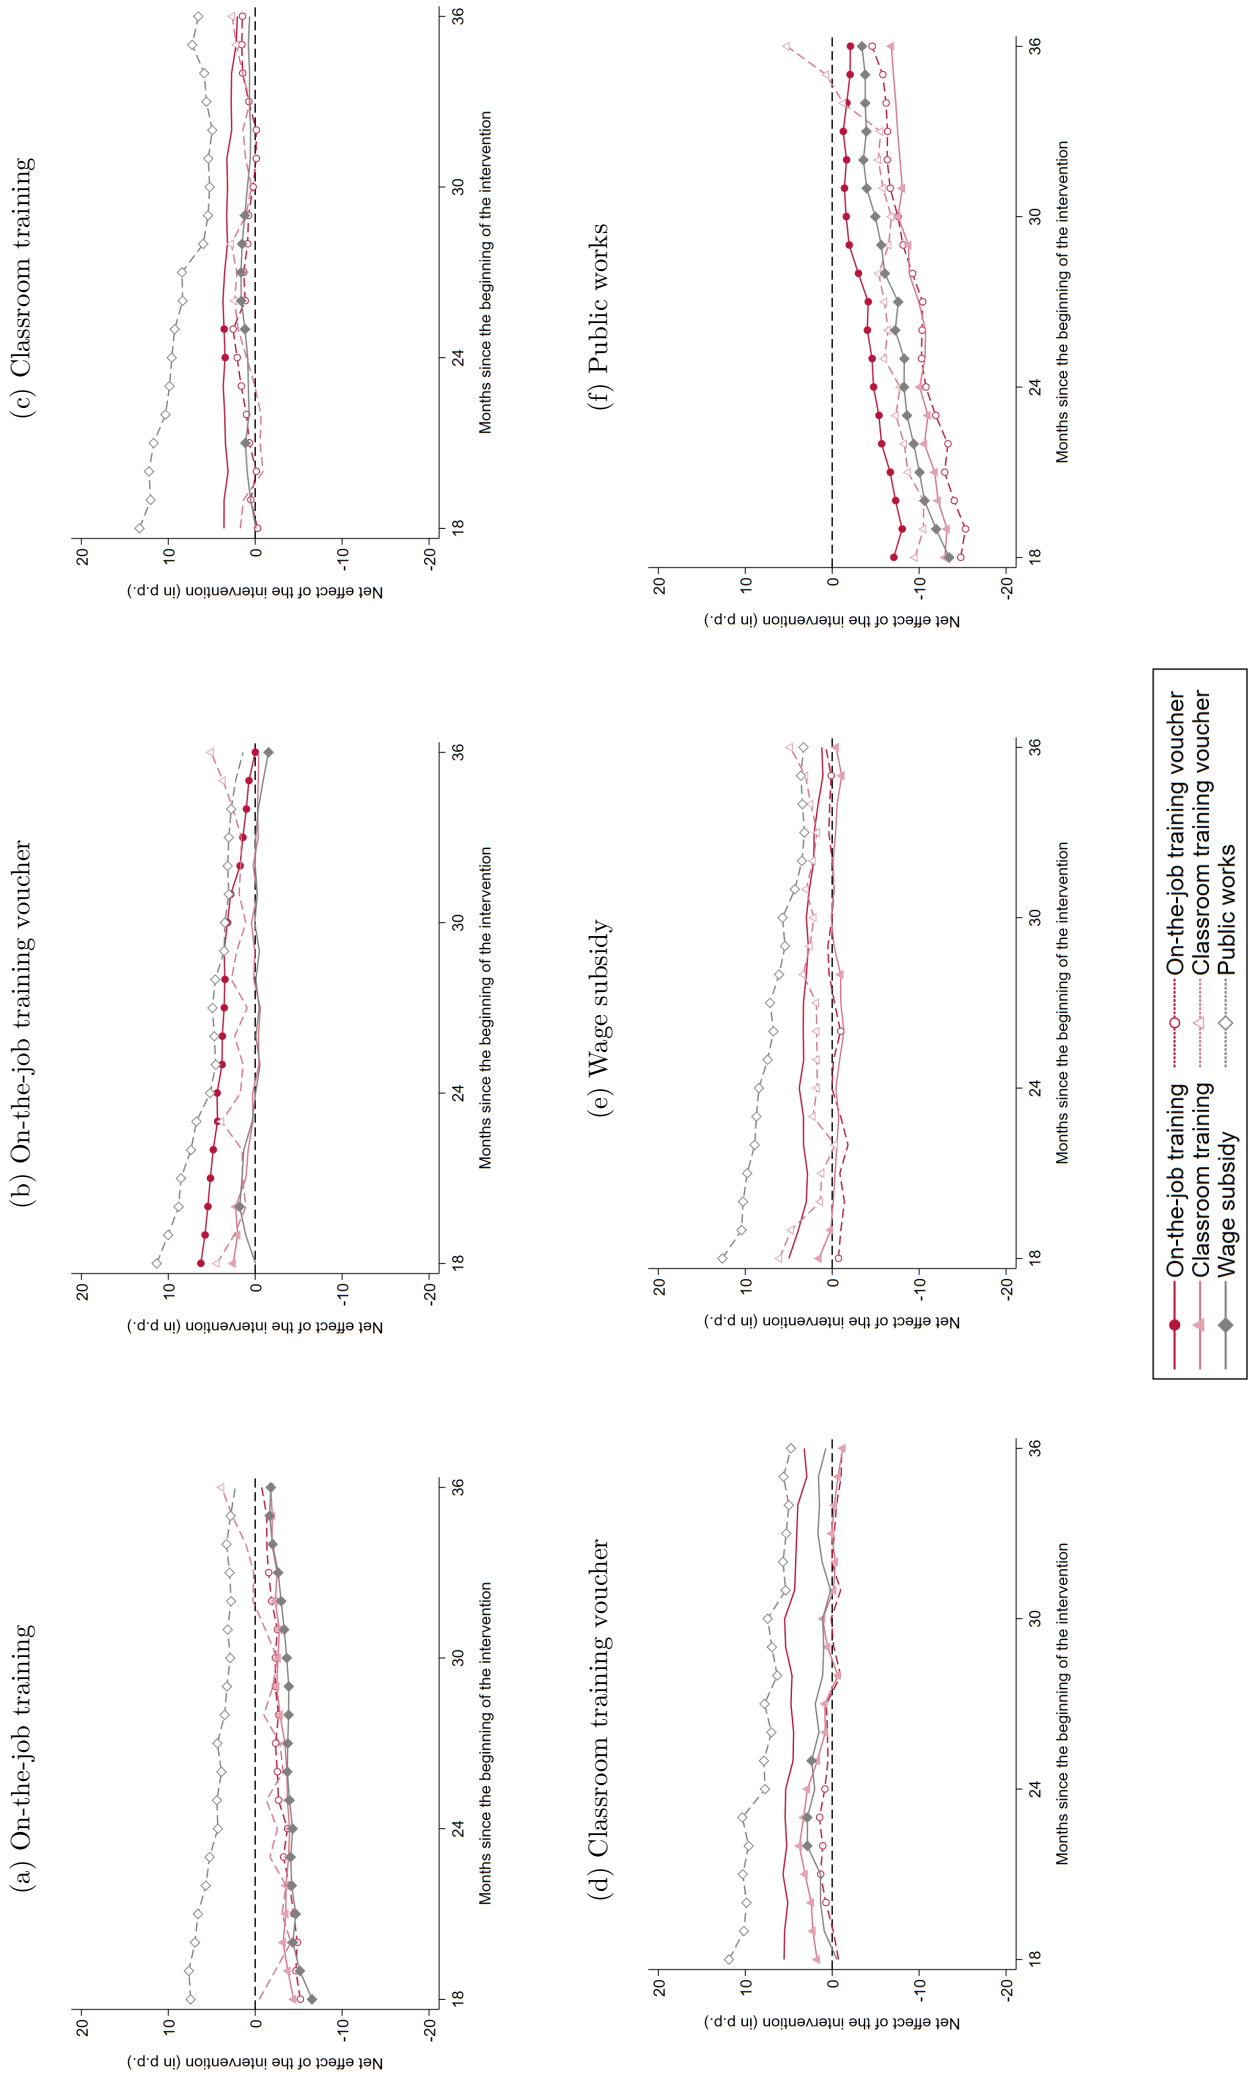 (a) On-the-job training
20
10
0
-10
-20
Net effect of the intervention (in p.p.)
18
24
30
36
Months since the beginning of the intervention
(b) On-the-job training voucher
20
10
0
-10
-20
Net effect of the intervention (in p.p.)
18
24
30
36
Months since the beginning of the intervention
(c) Classroom training
20
10
0
-10
-20
Net effect of the intervention (in p.p.)
18
24
30
36
Months since the beginning of the intervention
(d) Classroom training voucher
20
10
0
-10
-20
Net effect of the intervention (in p.p.)
18
24
30
36
Months since the beginning of the intervention
(e) Wage subsidy
20
10
0
-10
-20
Net effect of the intervention (in p.p.)
18
24
30
36
Months since the beginning of the intervention
(f) Public works
20
10
0
-10
-20
Net effect of the intervention (in p.p.)
18
24
30
36
Months since the beginning of the intervention
On-the-job training
On-the-job training voucher
Classroom training
Classroom training voucher
Wage subsidy
Public works